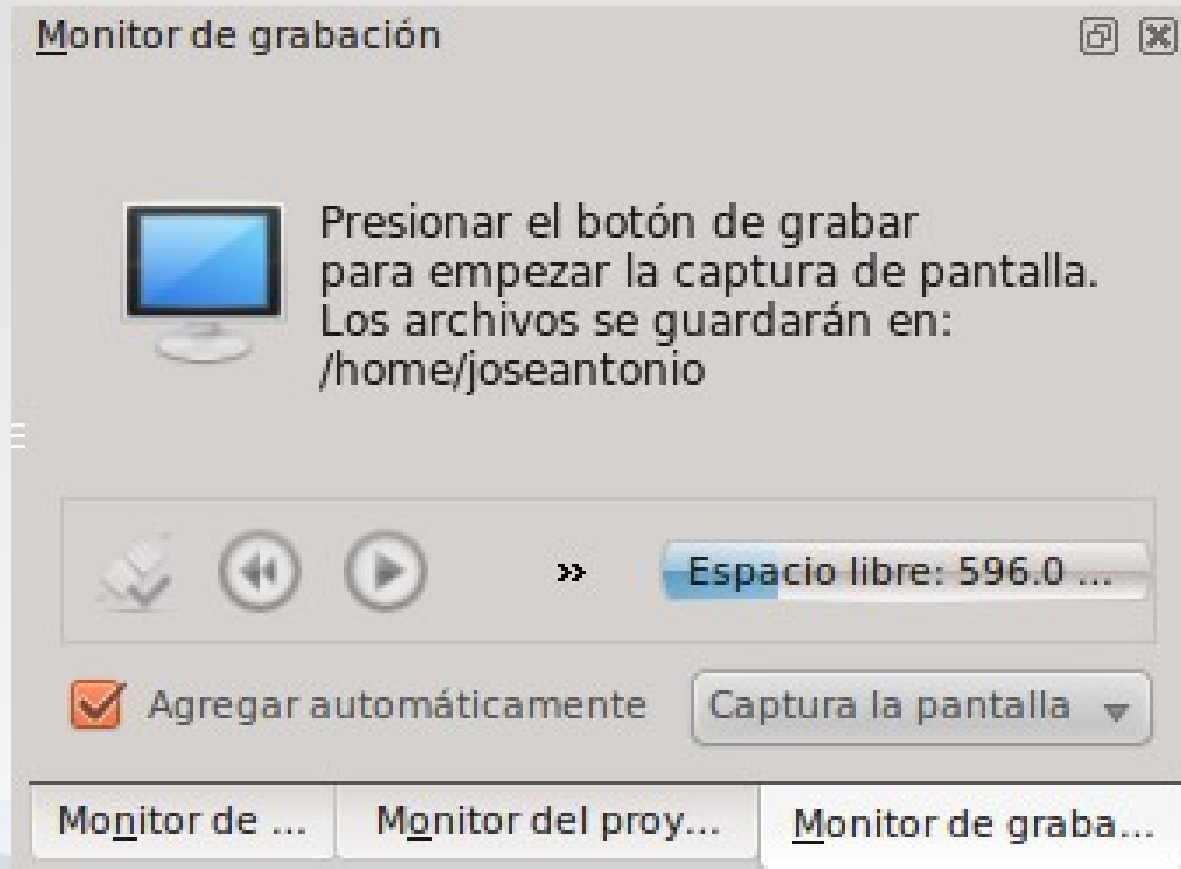 Monitor de grabación
Presionar el botón de grabar
para empezar la captura de pantalla.
Los archivos se guardarán en:
/home/joseantonio
»
Espacio libre: 596.0 ...
Agregar automáticamente
Captura la pantalla
Monitor de ...
Monitor del proy...
Monitor de graba...